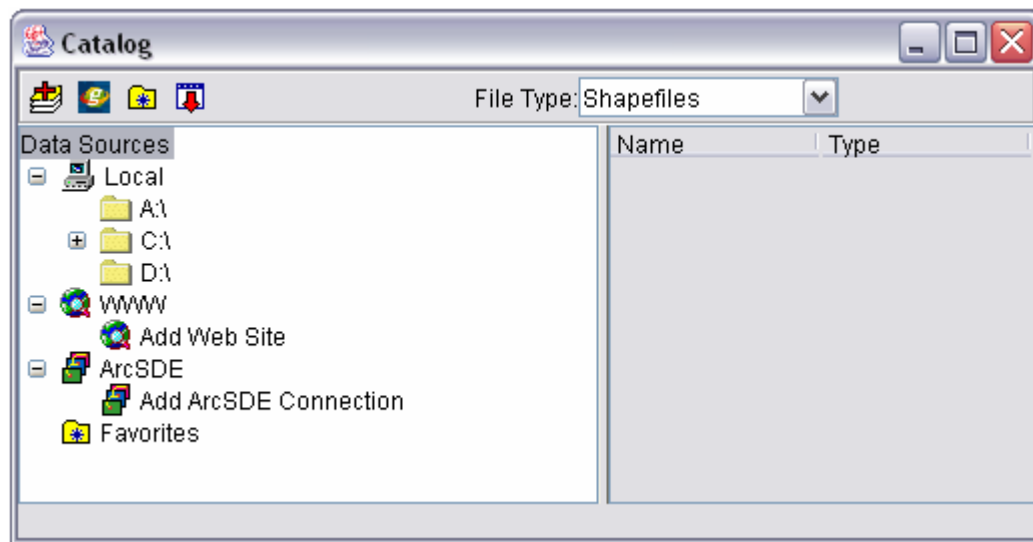 Catalog
File Type: Shapefiles
Data Sources
Name Type
Local
A:\
C:\
D:\
WWW
Add Web Site
ArcSDE
Add ArcSDE Connection
Favorites